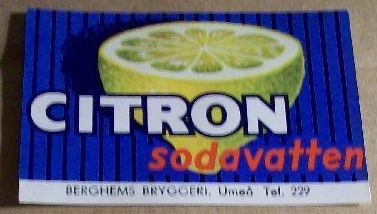 CITRON
sodavatten
BERGHEMS BRYGGERI, Umeå Tel. 229